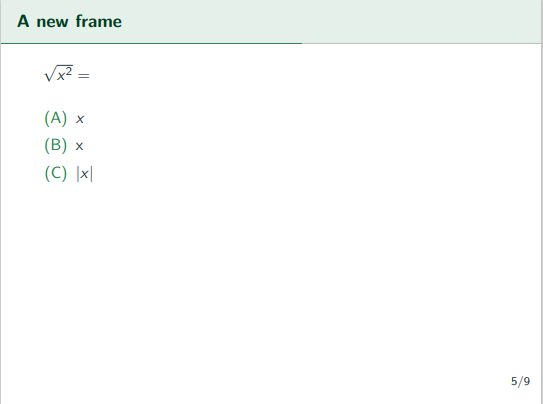 A new frame
√x² =
(A) x
(B) x
(C) |x|
5/9